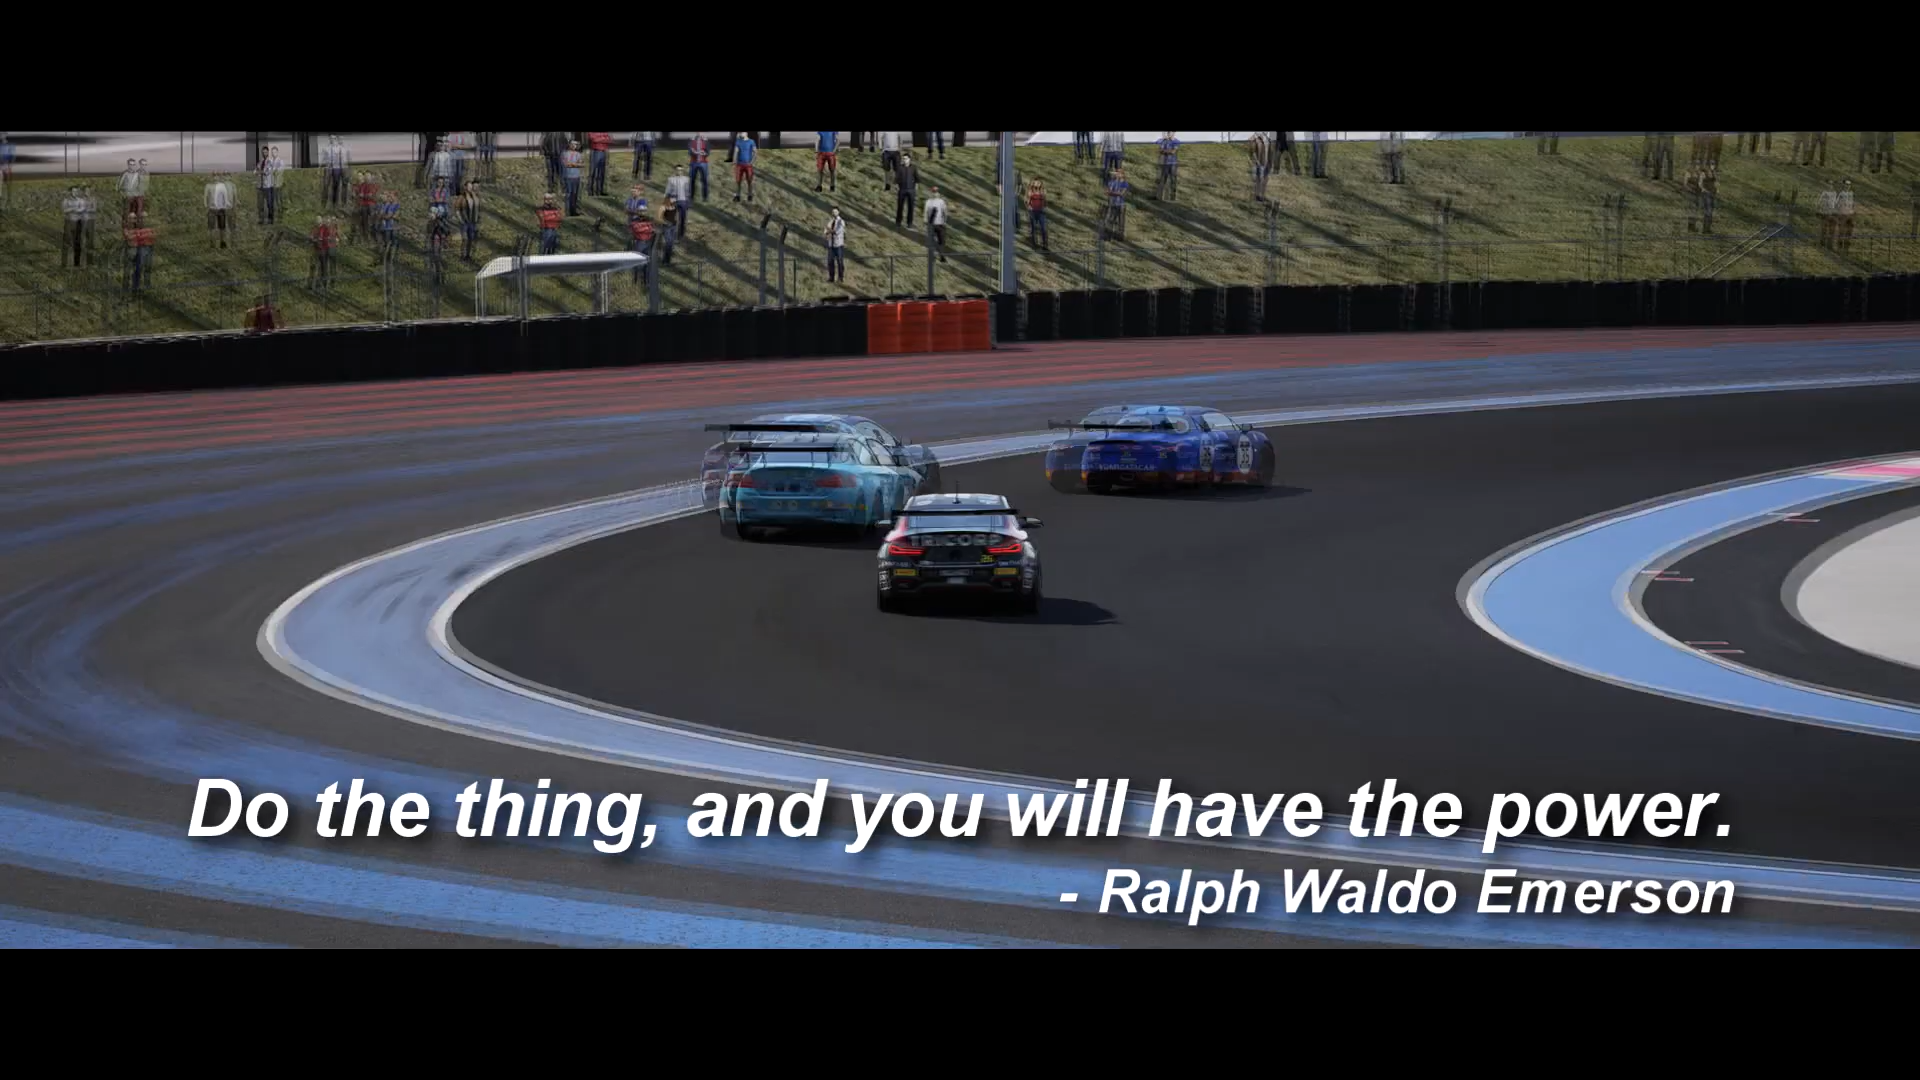 Do the thing, and you will have the power.
- Ralph Waldo Emerson